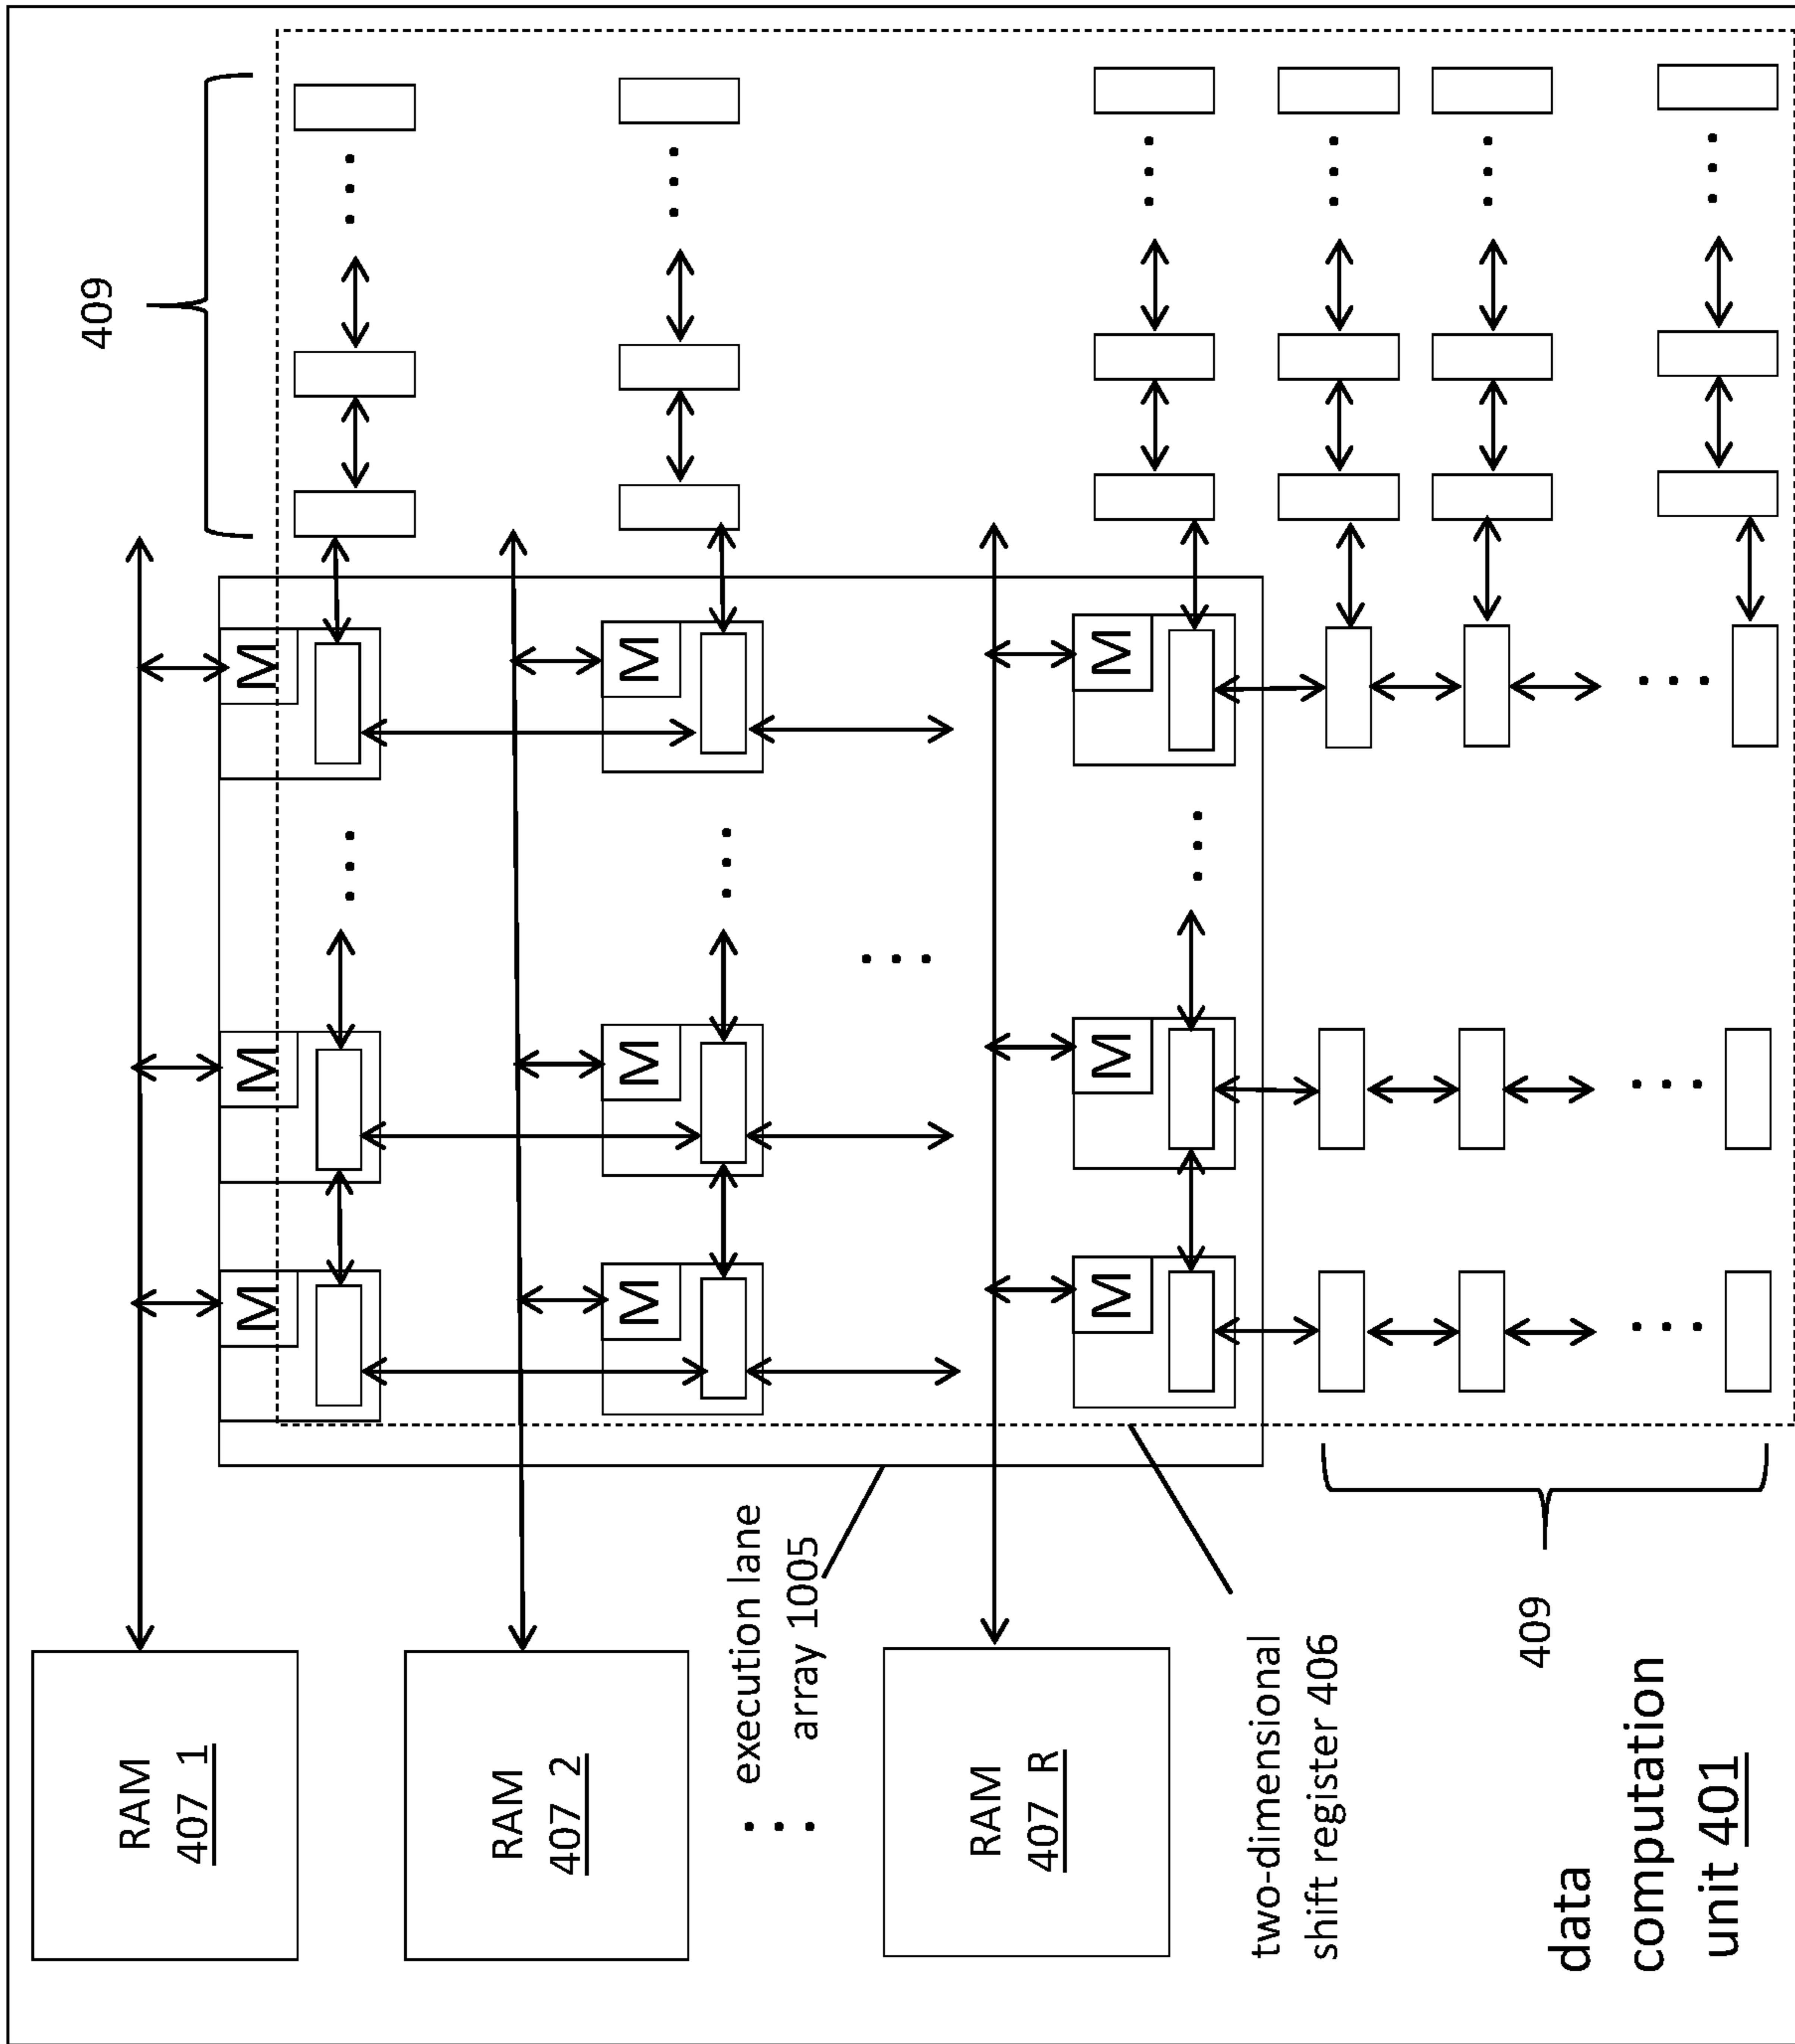 409
RAM
407_1
M
M
M
RAM
407_2
M
M
M
execution lane
array 1005
RAM
407_R
M
M
M
two-dimensional
shift register 406
409
data
computation
unit 401